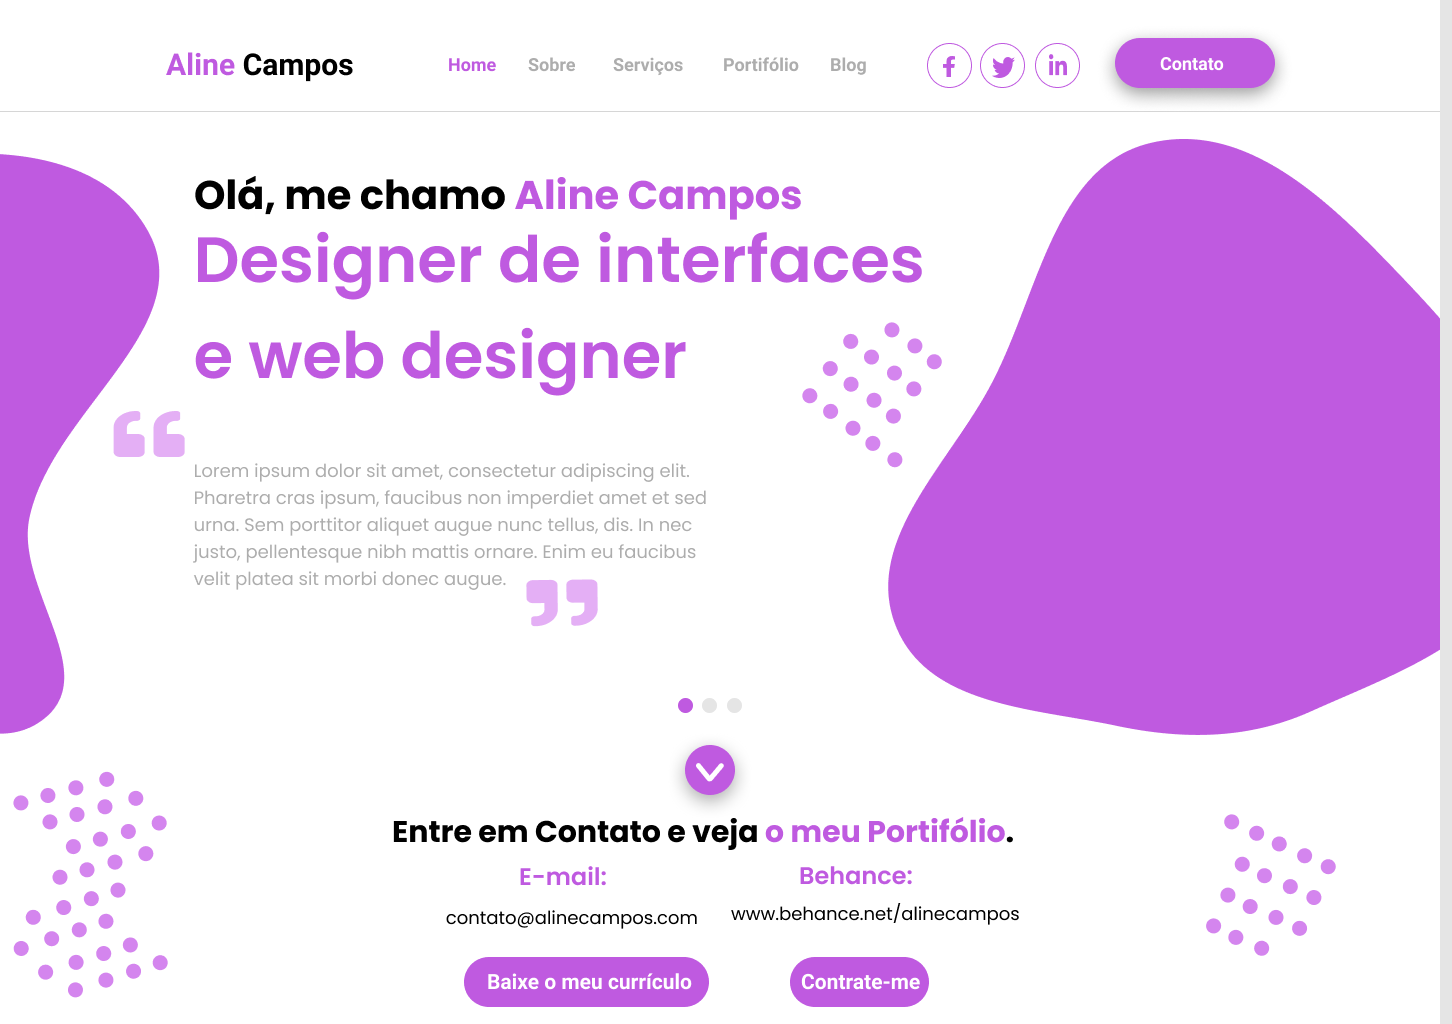 Aline Campos
Home Sobre Serviços Portifólio Blog
Contato
Olá, me chamo Aline Campos
Designer de interfaces
e web designer
Lorem ipsum dolor sit amet, consectetur adipiscing elit.
Pharetra cras ipsum, faucibus non imperdiet amet et sed
urna. Sem porttitor aliquet augue nunc tellus, dis. In nec
justo, pellentesque nibh mattis ornare. Enim eu faucibus
velit platea sit morbi donec augue.
Entre em Contato e veja o meu Portifólio.
E-mail:
contato@alinecampos.com
Behance:
www.behance.net/alinecampos
Baixe o meu currículo
Contrate-me